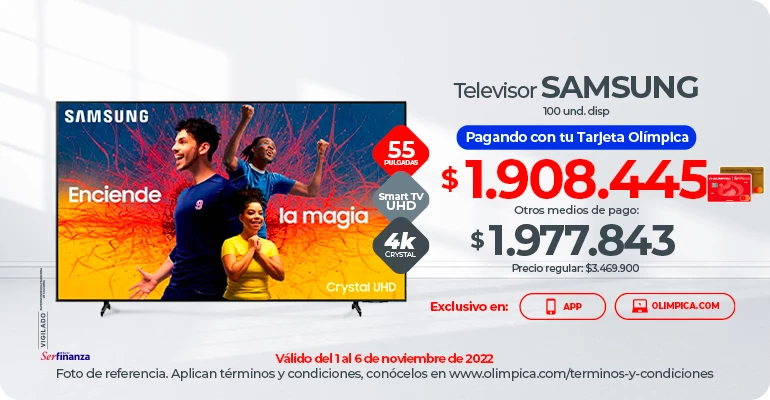 SAMSUNG
Enciende
la magia
Crystal UHD
9
55
PULGADAS
Smart TV
UHD
4k
CRYSTAL
Televisor SAMSUNG
100 und. disp
Pagando con tu Tarjeta Olímpica
$ 1.908.445
Otros medios de pago:
$ 1.977.843
Precio regular: $3.469.900
Exclusivo en:
APP
OLIMPICA.COM
VIGILADO
Serfinanza
Válido del 1 al 6 de noviembre de 2022
Foto de referencia. Aplican términos y condiciones, conócelos en www.olimpica.com/terminos-y-condiciones